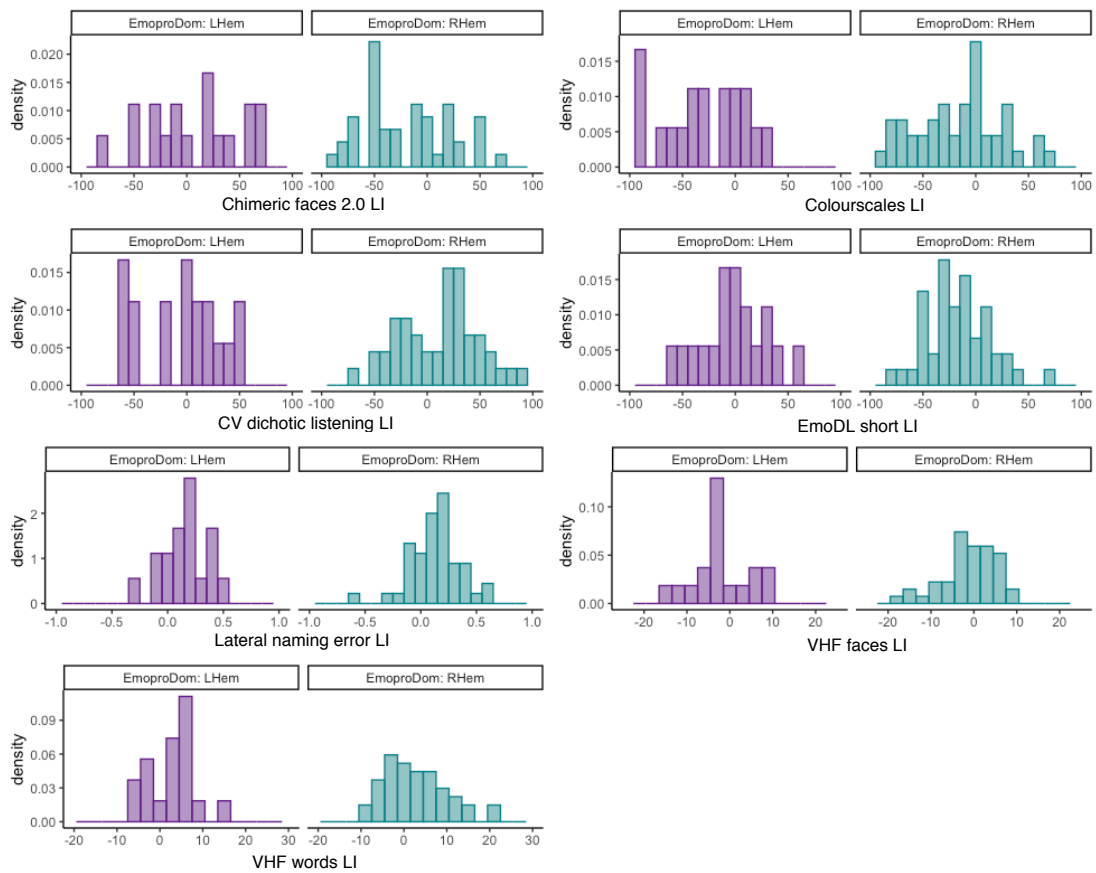 EmoproDom: LHem EmoproDom: RHem
density
0.020
0.015
0.010
0.005
0.000
-100 -50 0 50 100 -100 -50 0 50 100
Chimeric faces 2.0 LI
EmoproDom: LHem EmoproDom: RHem
density
0.015
0.010
0.005
0.000
-100 -50 0 50 100 -100 -50 0 50 100
Colourscales LI
EmoproDom: LHem EmoproDom: RHem
density
0.015
0.010
0.005
0.000
-100 -50 0 50 100 -100 -50 0 50 100
CV dichotic listening LI
EmoproDom: LHem EmoproDom: RHem
density
0.015
0.010
0.005
0.000
-100 -50 0 50 100 -100 -50 0 50 100
EmoDL short LI
EmoproDom: LHem EmoproDom: RHem
density
2
1
0
-1.0 -0.5 0.0 0.5 1.0 -1.0 -0.5 0.0 0.5 1.0
Lateral naming error LI
EmoproDom: LHem EmoproDom: RHem
density
0.10
0.05
0.00
-20 -10 0 10 20 -20 -10 0 10 20
VHF faces LI
EmoproDom: LHem EmoproDom: RHem
density
0.09
0.06
0.03
0.00
-20 -10 0 10 20 30 -20 -10 0 10 20 30
VHF words LI